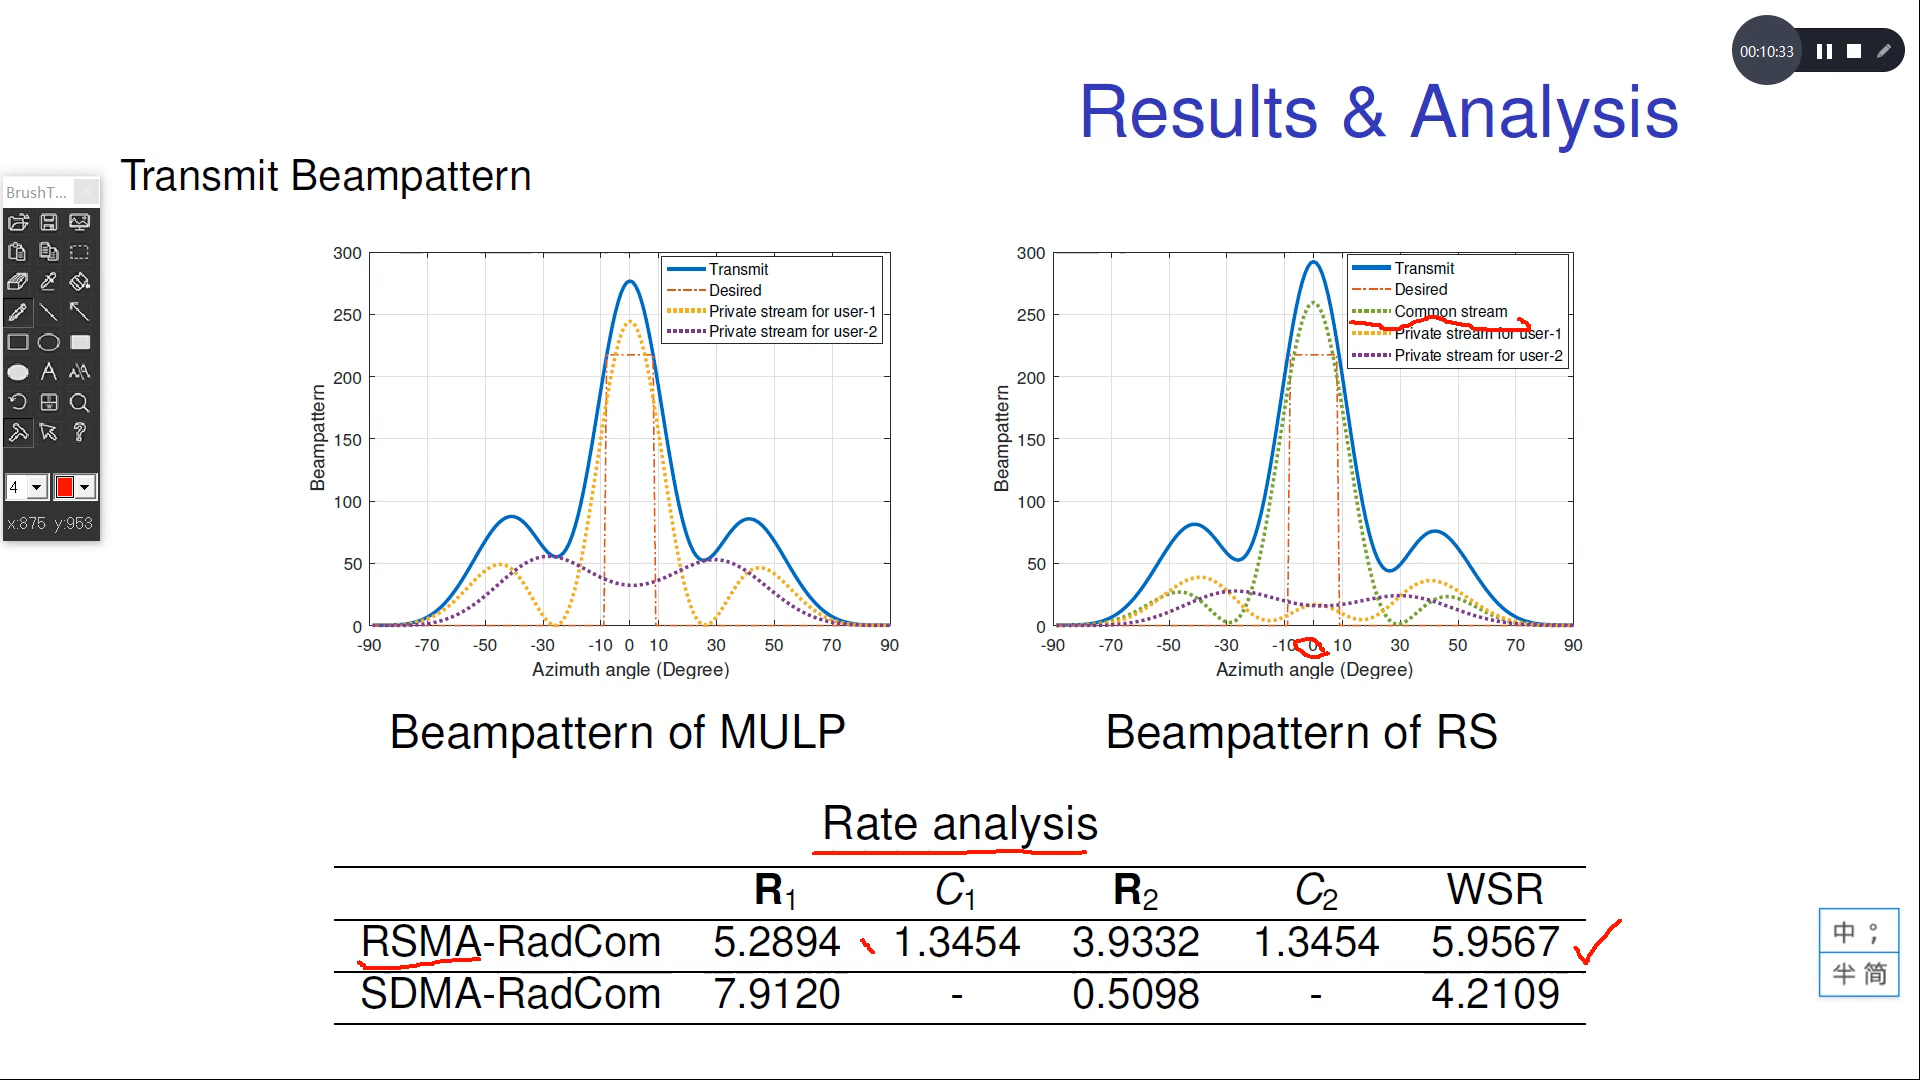 00:10:33
Results & Analysis
Transmit Beampattern
BrushT...
4
x:875 y:953
300
250
200
150
100
50
0
Beampattern
Transmit
Desired
Private stream for user-1
Private stream for user-2
-90 -70 -50 -30 -10 0 10 30 50 70 90
Azimuth angle (Degree)
Beampattern of MULP
300
250
200
150
100
50
0
Beampattern
Transmit
Desired
Common stream
Private stream for user-1
Private stream for user-2
-90 -70 -50 -30 -10 0 10 30 50 70 90
Azimuth angle (Degree)
Beampattern of RS
Rate analysis
R1 C1 R2 C2 WSR
RSMA-RadCom 5.2894 1.3454 3.9332 1.3454 5.9567
SDMA-RadCom 7.9120 - 0.5098 - 4.2109
中 ；
半 简